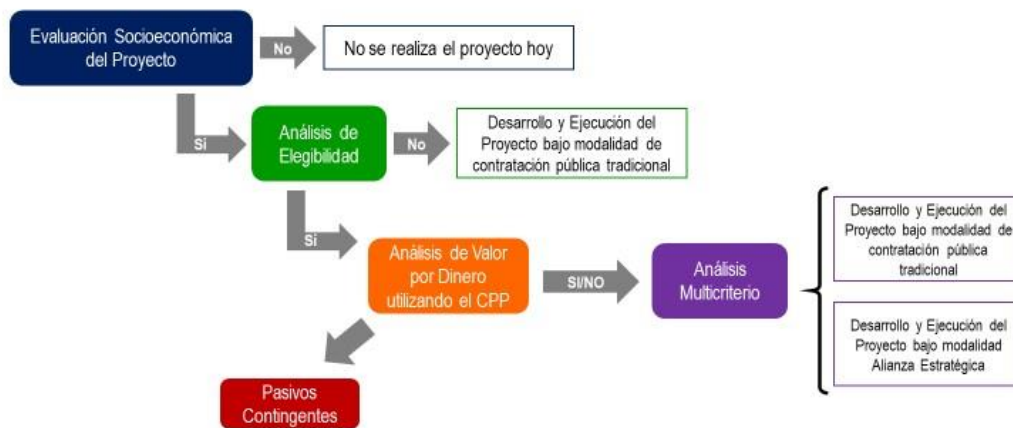 Evaluación Socioeconómica
del Proyecto
No
No se realiza el proyecto hoy
Si
Análisis de
Elegibilidad
No
Desarrollo y Ejecución del
Proyecto bajo modalidad de
contratación pública tradicional
Si
Análisis de Valor
por Dinero
utilizando el CPP
SI/NO
Análisis
Multicriterio
Desarrollo y Ejecución del
Proyecto bajo modalidad de
contratación pública
tradicional
Desarrollo y Ejecución del
Proyecto bajo modalidad
Alianza Estratégica
Pasivos
Contingentes